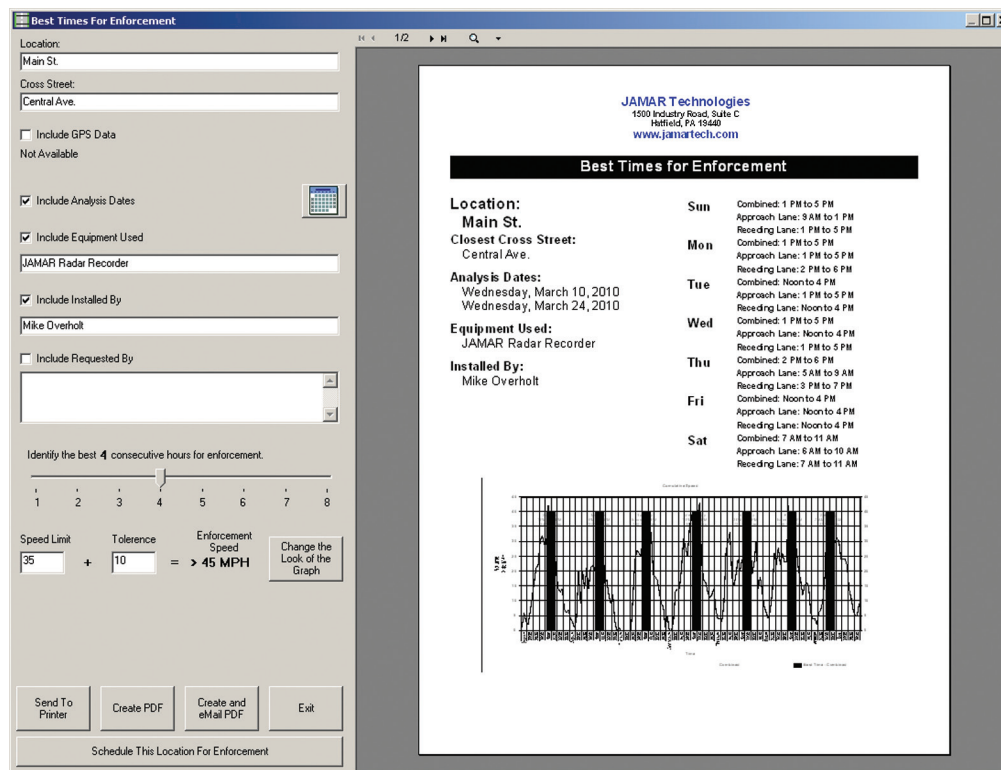 Best Times For Enforcement
Location:
Main St.
Cross Street:
Central Ave.
Include GPS Data
Not Available
Include Analysis Dates
Include Equipment Used
JAMAR Radar Recorder
Include Installed By
Mike Overholt
Include Requested By
Identify the best 4 consecutive hours for enforcement.
1 2 3 4 5 6 7 8
Speed Limit
Tolerence
Enforcement
Speed
35 + 10 = > 45 MPH
Change the
Look of the
Graph
Send To
Printer
Create PDF
Create and
eMail PDF
Exit
Schedule This Location For Enforcement
1/2
JAMAR Technologies
1500 Industry Road, Suite C
Hatfield, PA 19440
www.jamartech.com
Best Times for Enforcement
Location:
Main St.
Closest Cross Street:
Central Ave.
Analysis Dates:
Wednesday, March 10, 2010
Wednesday, March 24, 2010
Equipment Used:
JAMAR Radar Recorder
Installed By:
Mike Overholt
Sun
Combined: 1 PM to 5 PM
Approach Lane: 9 AM to 1 PM
Receding Lane: 1 PM to 5 PM
Mon
Combined: 1 PM to 5 PM
Approach Lane: 1 PM to 5 PM
Receding Lane: 2 PM to 6 PM
Tue
Combined: Noon to 4 PM
Approach Lane: 1 PM to 5 PM
Receding Lane: Noon to 4 PM
Wed
Combined: 1 PM to 5 PM
Approach Lane: Noon to 4 PM
Receding Lane: 1 PM to 5 PM
Thu
Combined: 2 PM to 6 PM
Approach Lane: 5 AM to 9 AM
Receding Lane: 3 PM to 7 PM
Fri
Combined: Noon to 4 PM
Approach Lane: Noon to 4 PM
Receding Lane: Noon to 4 PM
Sat
Combined: 7 AM to 11 AM
Approach Lane: 6 AM to 10 AM
Receding Lane: 7 AM to 11 AM
Cumulative Speed
Time
Combined
Best Time - Combined